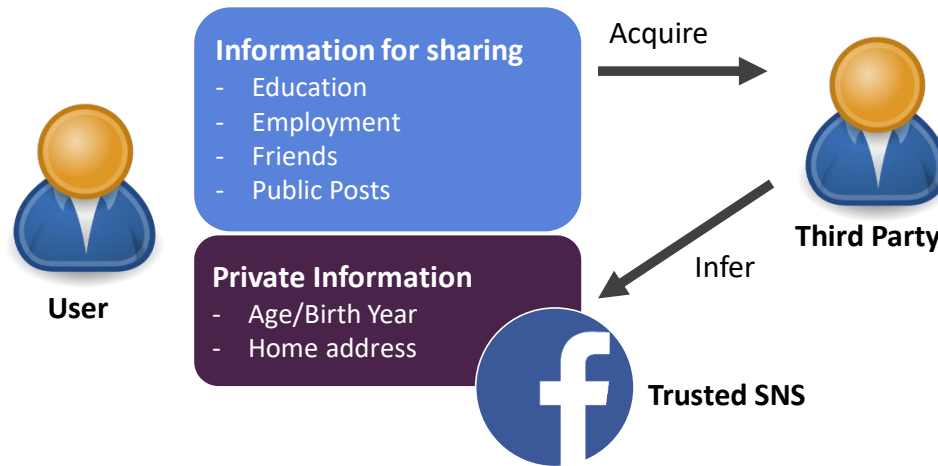 Information for sharing
- Education
- Employment
- Friends
- Public Posts
Acquire
Third Party
Infer
User
Private Information
- Age/Birth Year
- Home address
f
Trusted SNS